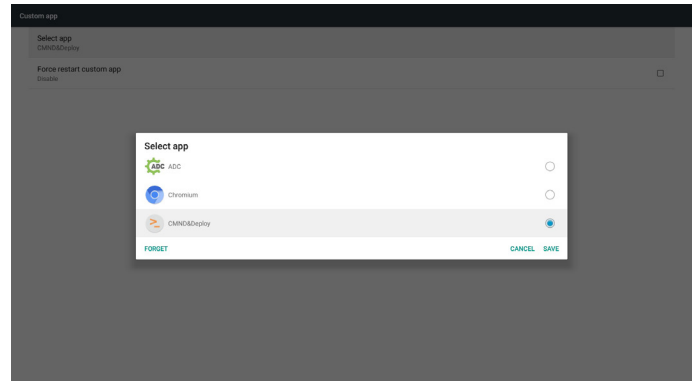 Custom app
Select app
CMND&Deploy
Force restart custom app
Disable
Select app
ADC ADC
Chromium
CMND&Deploy
FORGET CANCEL SAVE